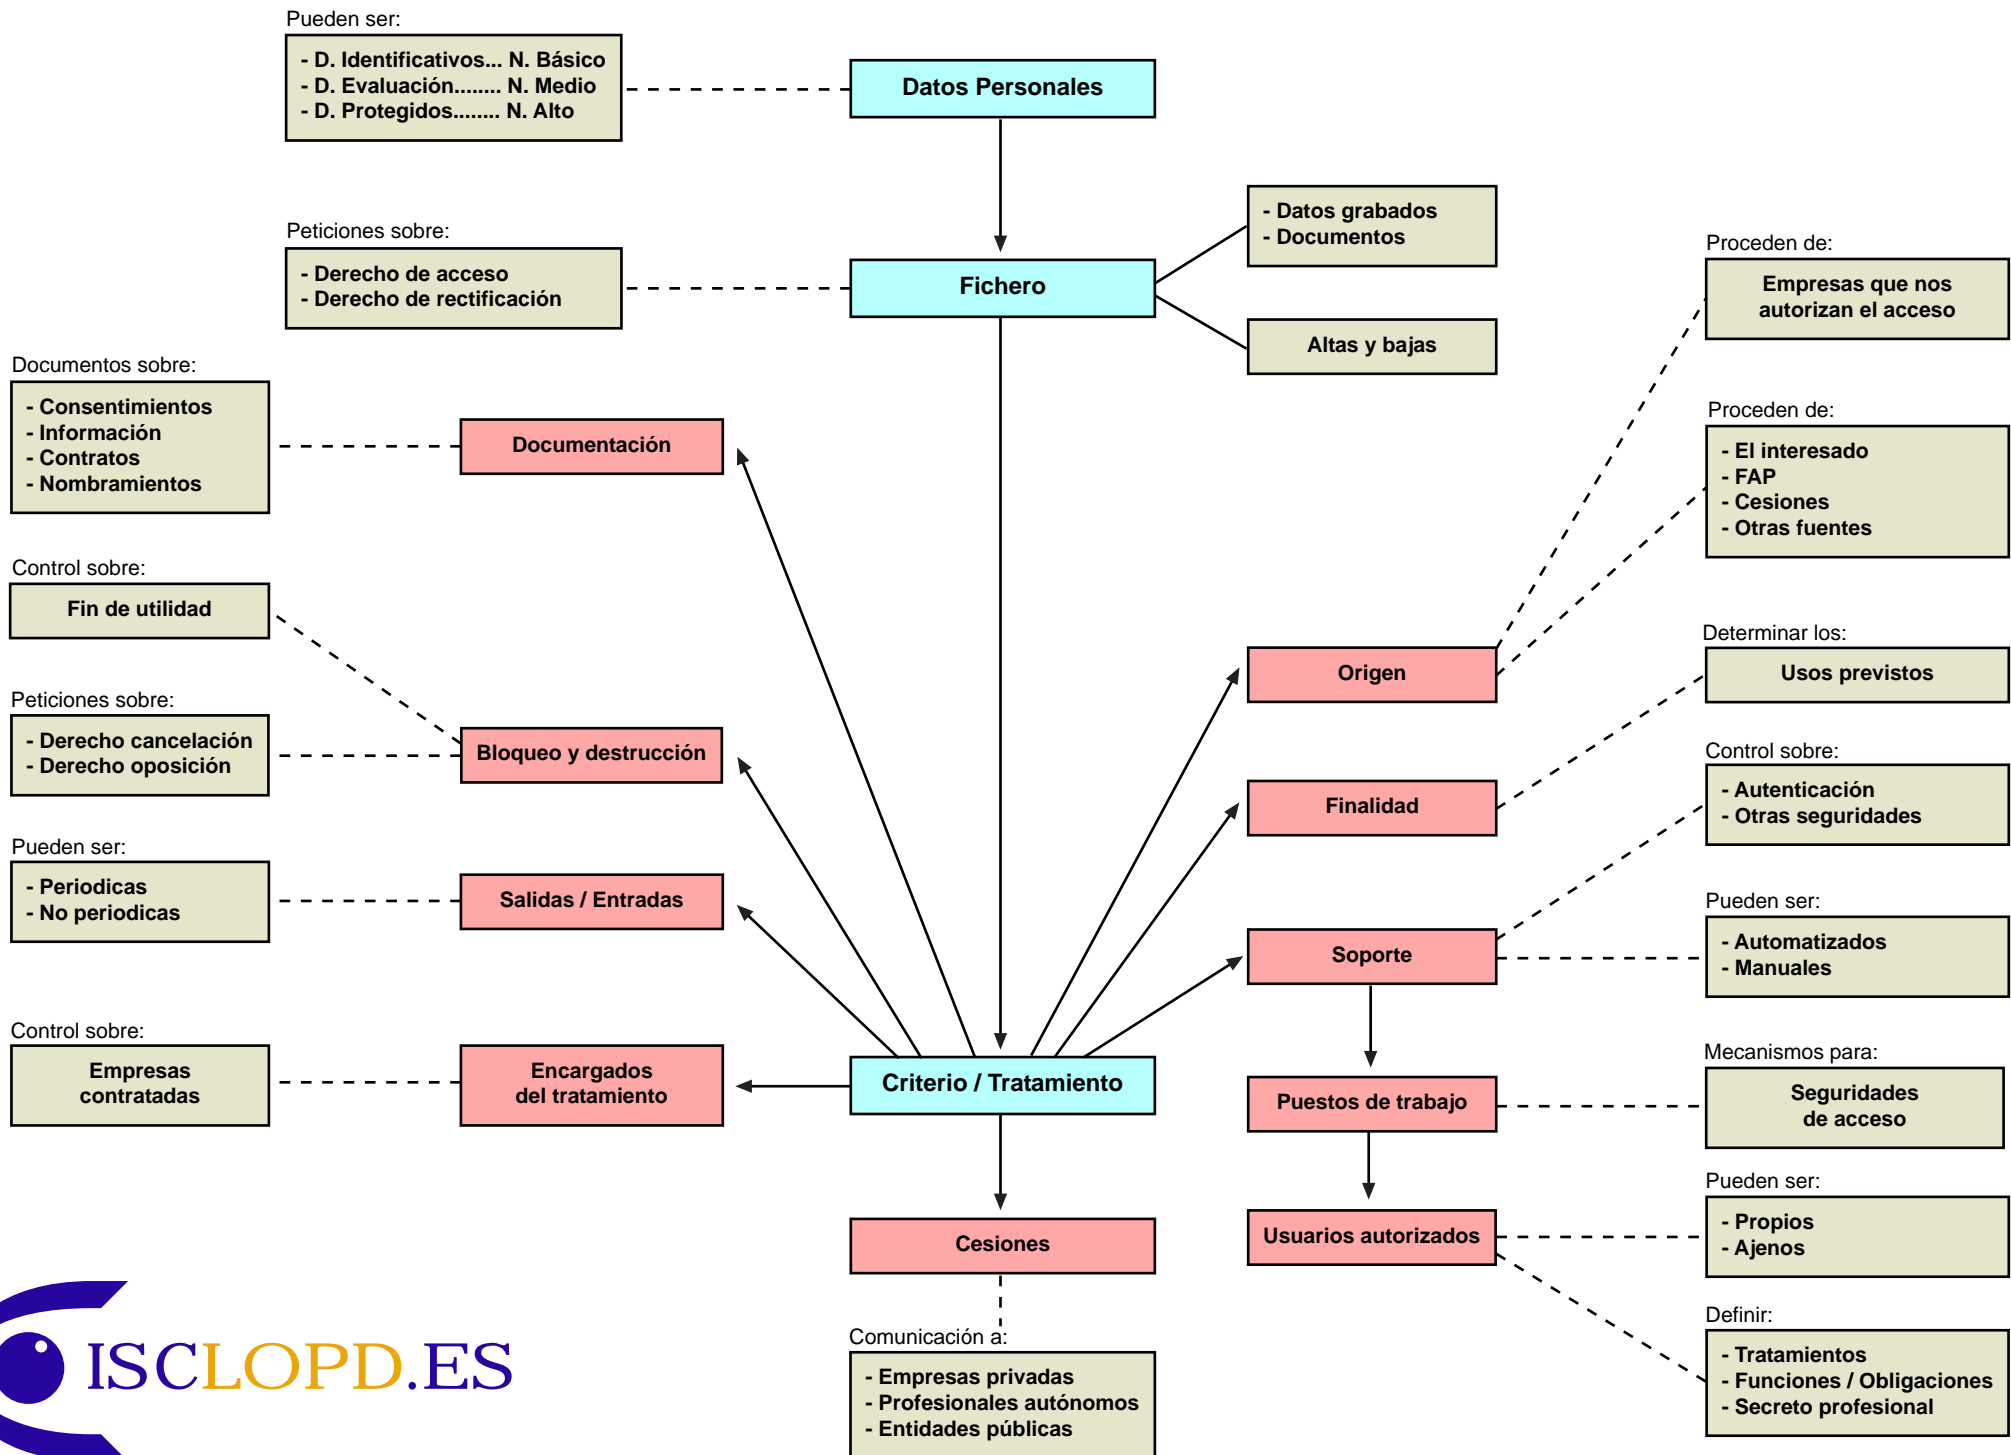 Pueden ser:
- D. Identificativos... N. Básico
- D. Evaluación........ N. Medio
- D. Protegidos........ N. Alto
Datos Personales
Peticiones sobre:
- Derecho de acceso
- Derecho de rectificación
Fichero
- Datos grabados
- Documentos
Altas y bajas
Proceden de:
Empresas que nos
autorizan el acceso
Documentos sobre:
- Consentimientos
- Información
- Contratos
- Nombramientos
Documentación
Proceden de:
- El interesado
- FAP
- Cesiones
- Otras fuentes
Control sobre:
Fin de utilidad
Peticiones sobre:
- Derecho cancelación
- Derecho oposición
Bloqueo y destrucción
Origen
Determinar los:
Usos previstos
Finalidad
Control sobre:
- Autenticación
- Otras seguridades
Pueden ser:
- Periodicas
- No periodicas
Salidas / Entradas
Soporte
Pueden ser:
- Automatizados
- Manuales
Control sobre:
Empresas
contratadas
Encargados
del tratamiento
Criterio / Tratamiento
Puestos de trabajo
Mecanismos para:
Seguridades
de acceso
Cesiones
Usuarios autorizados
Pueden ser:
- Propios
- Ajenos
Comunicación a:
- Empresas privadas
- Profesionales autónomos
- Entidades públicas
Definir:
- Tratamientos
- Funciones / Obligaciones
- Secreto profesional
ISCLOPD.ES